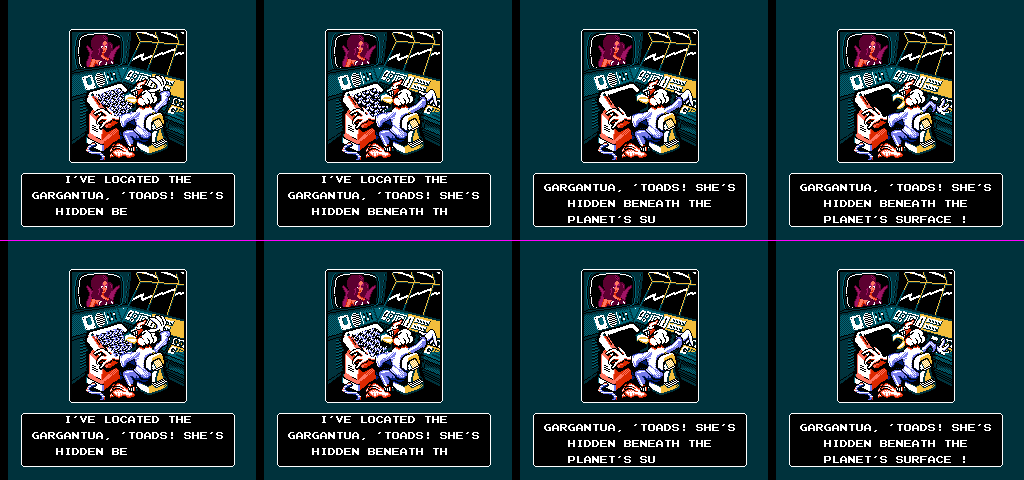 I'VE LOCATED THE
GARGANTUA, 'TOADS! SHE'S
HIDDEN BE
I'VE LOCATED THE
GARGANTUA, 'TOADS! SHE'S
HIDDEN BENEATH TH
GARGANTUA, 'TOADS! SHE'S
HIDDEN BENEATH THE
PLANET'S SU
GARGANTUA, 'TOADS! SHE'S
HIDDEN BENEATH THE
PLANET'S SURFACE !
I'VE LOCATED THE
GARGANTUA, 'TOADS! SHE'S
HIDDEN BE
I'VE LOCATED THE
GARGANTUA, 'TOADS! SHE'S
HIDDEN BENEATH TH
GARGANTUA, 'TOADS! SHE'S
HIDDEN BENEATH THE
PLANET'S SU
GARGANTUA, 'TOADS! SHE'S
HIDDEN BENEATH THE
PLANET'S SURFACE !